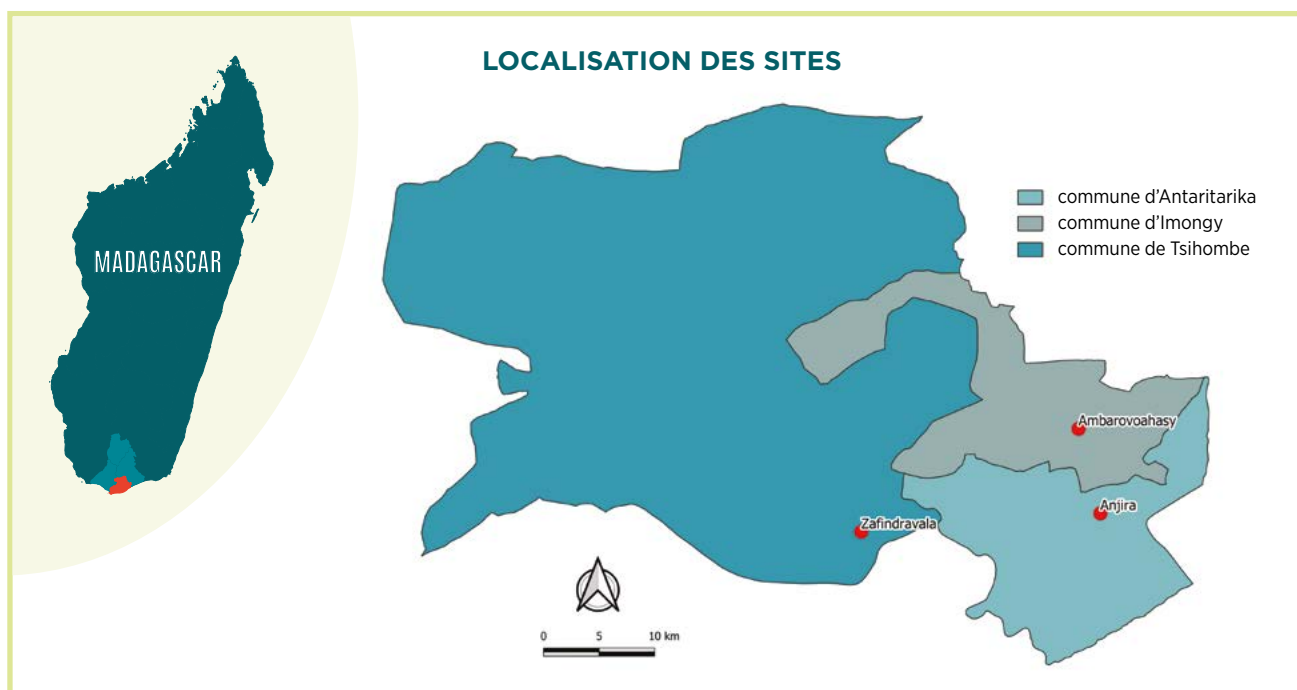 LOCALISATION DES SITES
MADAGASCAR
commune d'Antaritarika
commune d'Imongy
commune de Tsihombe
Ambarovoahasy
Anjira
Zafindravala
0 5 10 km